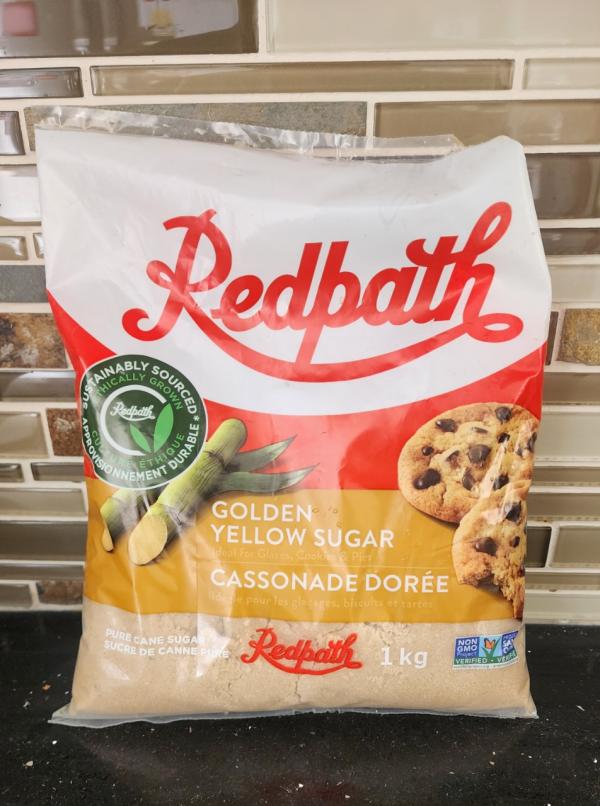 Redpath
SUSTAINABLY SOURCED
ETHICALLY GROWN
Redpath
CULTURE ÉTHIQUE
APPROVISIONNEMENT DURABLE*
GOLDEN
YELLOW SUGAR
Ideal For Glazes, Cookies & Pies
CASSONADE DORÉE
Idéale pour les glaçages, biscuits et tartes
PURE CANE SUGAR
SUCRE DE CANNE PURE
Redpath
1 kg
NON
GMO
Project
VERIFIED